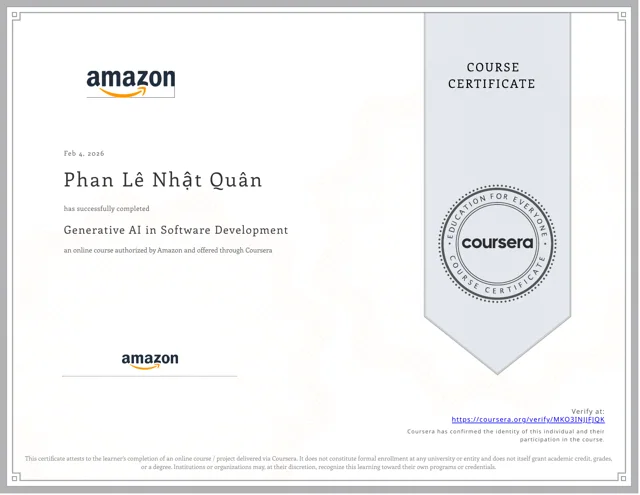 amazon
COURSE
CERTIFICATE
Feb 4, 2026
Phan Lê Nhật Quân
has successfully completed
Generative AI in Software Development
an online course authorized by Amazon and offered through Coursera
EDUCATION FOR EVERYONE
coursera
COURSE CERTIFICATE
amazon
Verify at:
https://coursera.org/verify/MKO3INJJFJQK
Coursera has confirmed the identity of this individual and their
participation in the course.
This certificate attests to the learner's completion of an online course / project delivered via Coursera. It does not constitute formal enrollment at any university or entity and does not itself grant academic credit, grades,
or a degree. Institutions or organizations may, at their discretion, recognize this learning toward their own programs or credentials.